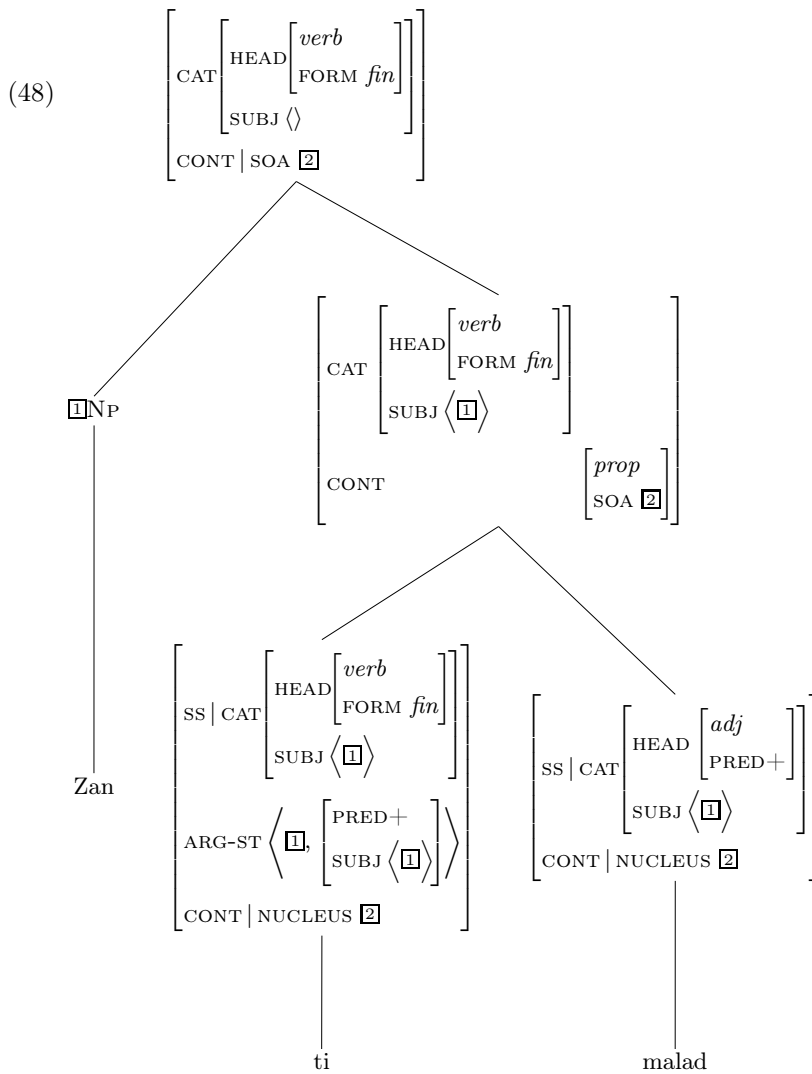 (48)
CAT HEAD verb
FORM fin
SUBJ ⟨⟩
CONT | SOA 2
1NP
CAT HEAD verb
FORM fin
SUBJ ⟨1⟩
CONT prop
SOA 2
Zan
SS | CAT HEAD verb
FORM fin
SUBJ ⟨1⟩
ARG-ST ⟨1, PRED+
SUBJ ⟨1⟩⟩
CONT | NUCLEUS 2
SS | CAT HEAD adj
PRED+
SUBJ ⟨1⟩
CONT | NUCLEUS 2
ti malad